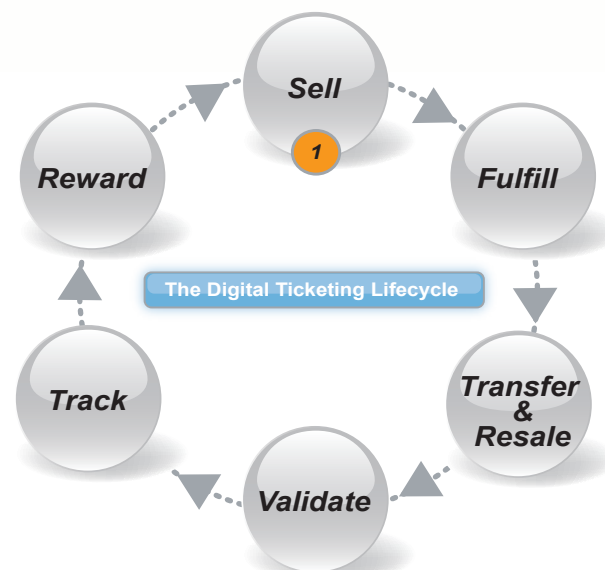 Sell
1
Reward
Fulfill
The Digital Ticketing Lifecycle
Track
Transfer
&
Resale
Validate